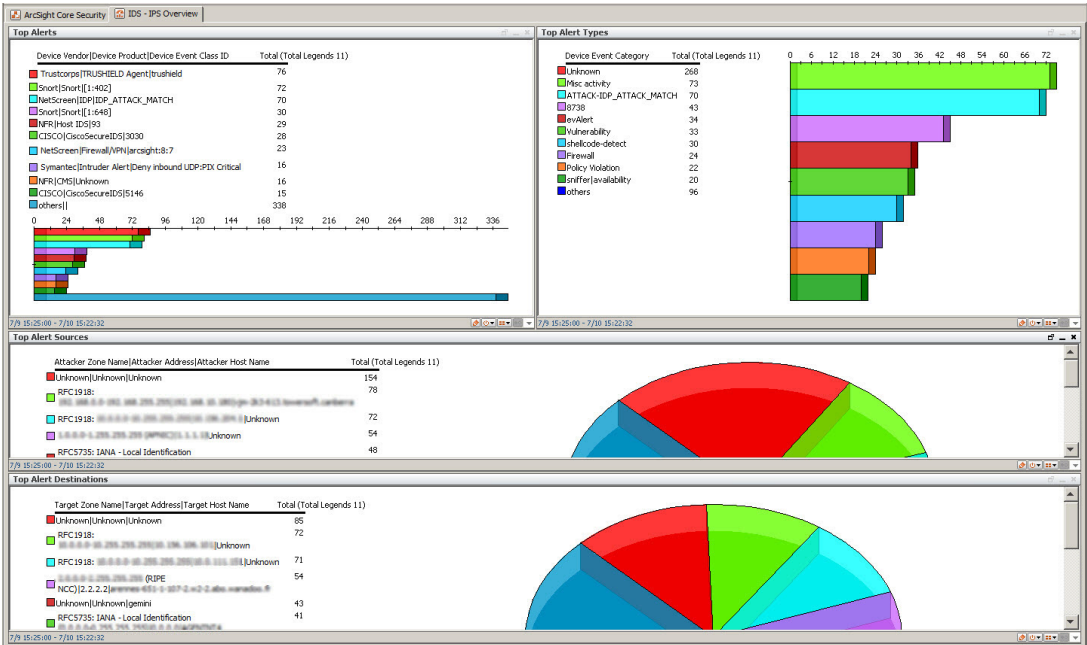 ArcSight Core Security IDS - IPS Overview
Top Alerts
Device Vendor|Device Product|Device Event Class ID Total (Total Legends 11)
Trustcorps|TRUSHIELD Agent|trushield 76
Snort|Snort|[1:402] 72
NetScreen|IDP|IDP_ATTACK_MATCH 70
Snort|Snort|[1:648] 30
NFR|Host IDS|93 29
CISCO|CiscoSecureIDS|3030 28
NetScreen|Firewall/VPN|arcsight:8:7 23
Symantec|Intruder Alert|Deny inbound UDP:PIX Critical 16
NFR|CMS|Unknown 16
CISCO|CiscoSecureIDS|5146 15
others|| 338
0 24 48 72 96 120 144 168 192 216 240 264 288 312 336
7/9 15:25:00 - 7/10 15:22:32
Top Alert Types
Device Event Category Total (Total Legends 11)
Unknown 268
Misc activity 73
ATTACK-IDP_ATTACK_MATCH 70
8738 43
evAlert 34
Vulnerability 33
shellcode-detect 30
Firewall 24
Policy Violation 22
sniffer|availability 20
others 96
0 6 12 18 24 30 36 42 48 54 60 66 72
7/9 15:25:00 - 7/10 15:22:32
Top Alert Sources
Attacker Zone Name|Attacker Address|Attacker Host Name Total (Total Legends 11)
Unknown|Unknown|Unknown 154
RFC1918: 78
RFC1918: Unknown 72
Unknown 54
RFC5735: IANA - Local Identification 48
7/9 15:25:00 - 7/10 15:22:32
Top Alert Destinations
Target Zone Name|Target Address|Target Host Name Total (Total Legends 11)
Unknown|Unknown|Unknown 85
RFC1918: 72
|Unknown
RFC1918: |Unknown 71
(RIPE 54
NCC)|2.2.2.2|
Unknown|Unknown|gemini 43
RFC5735: IANA - Local Identification 41
7/9 15:25:00 - 7/10 15:22:32